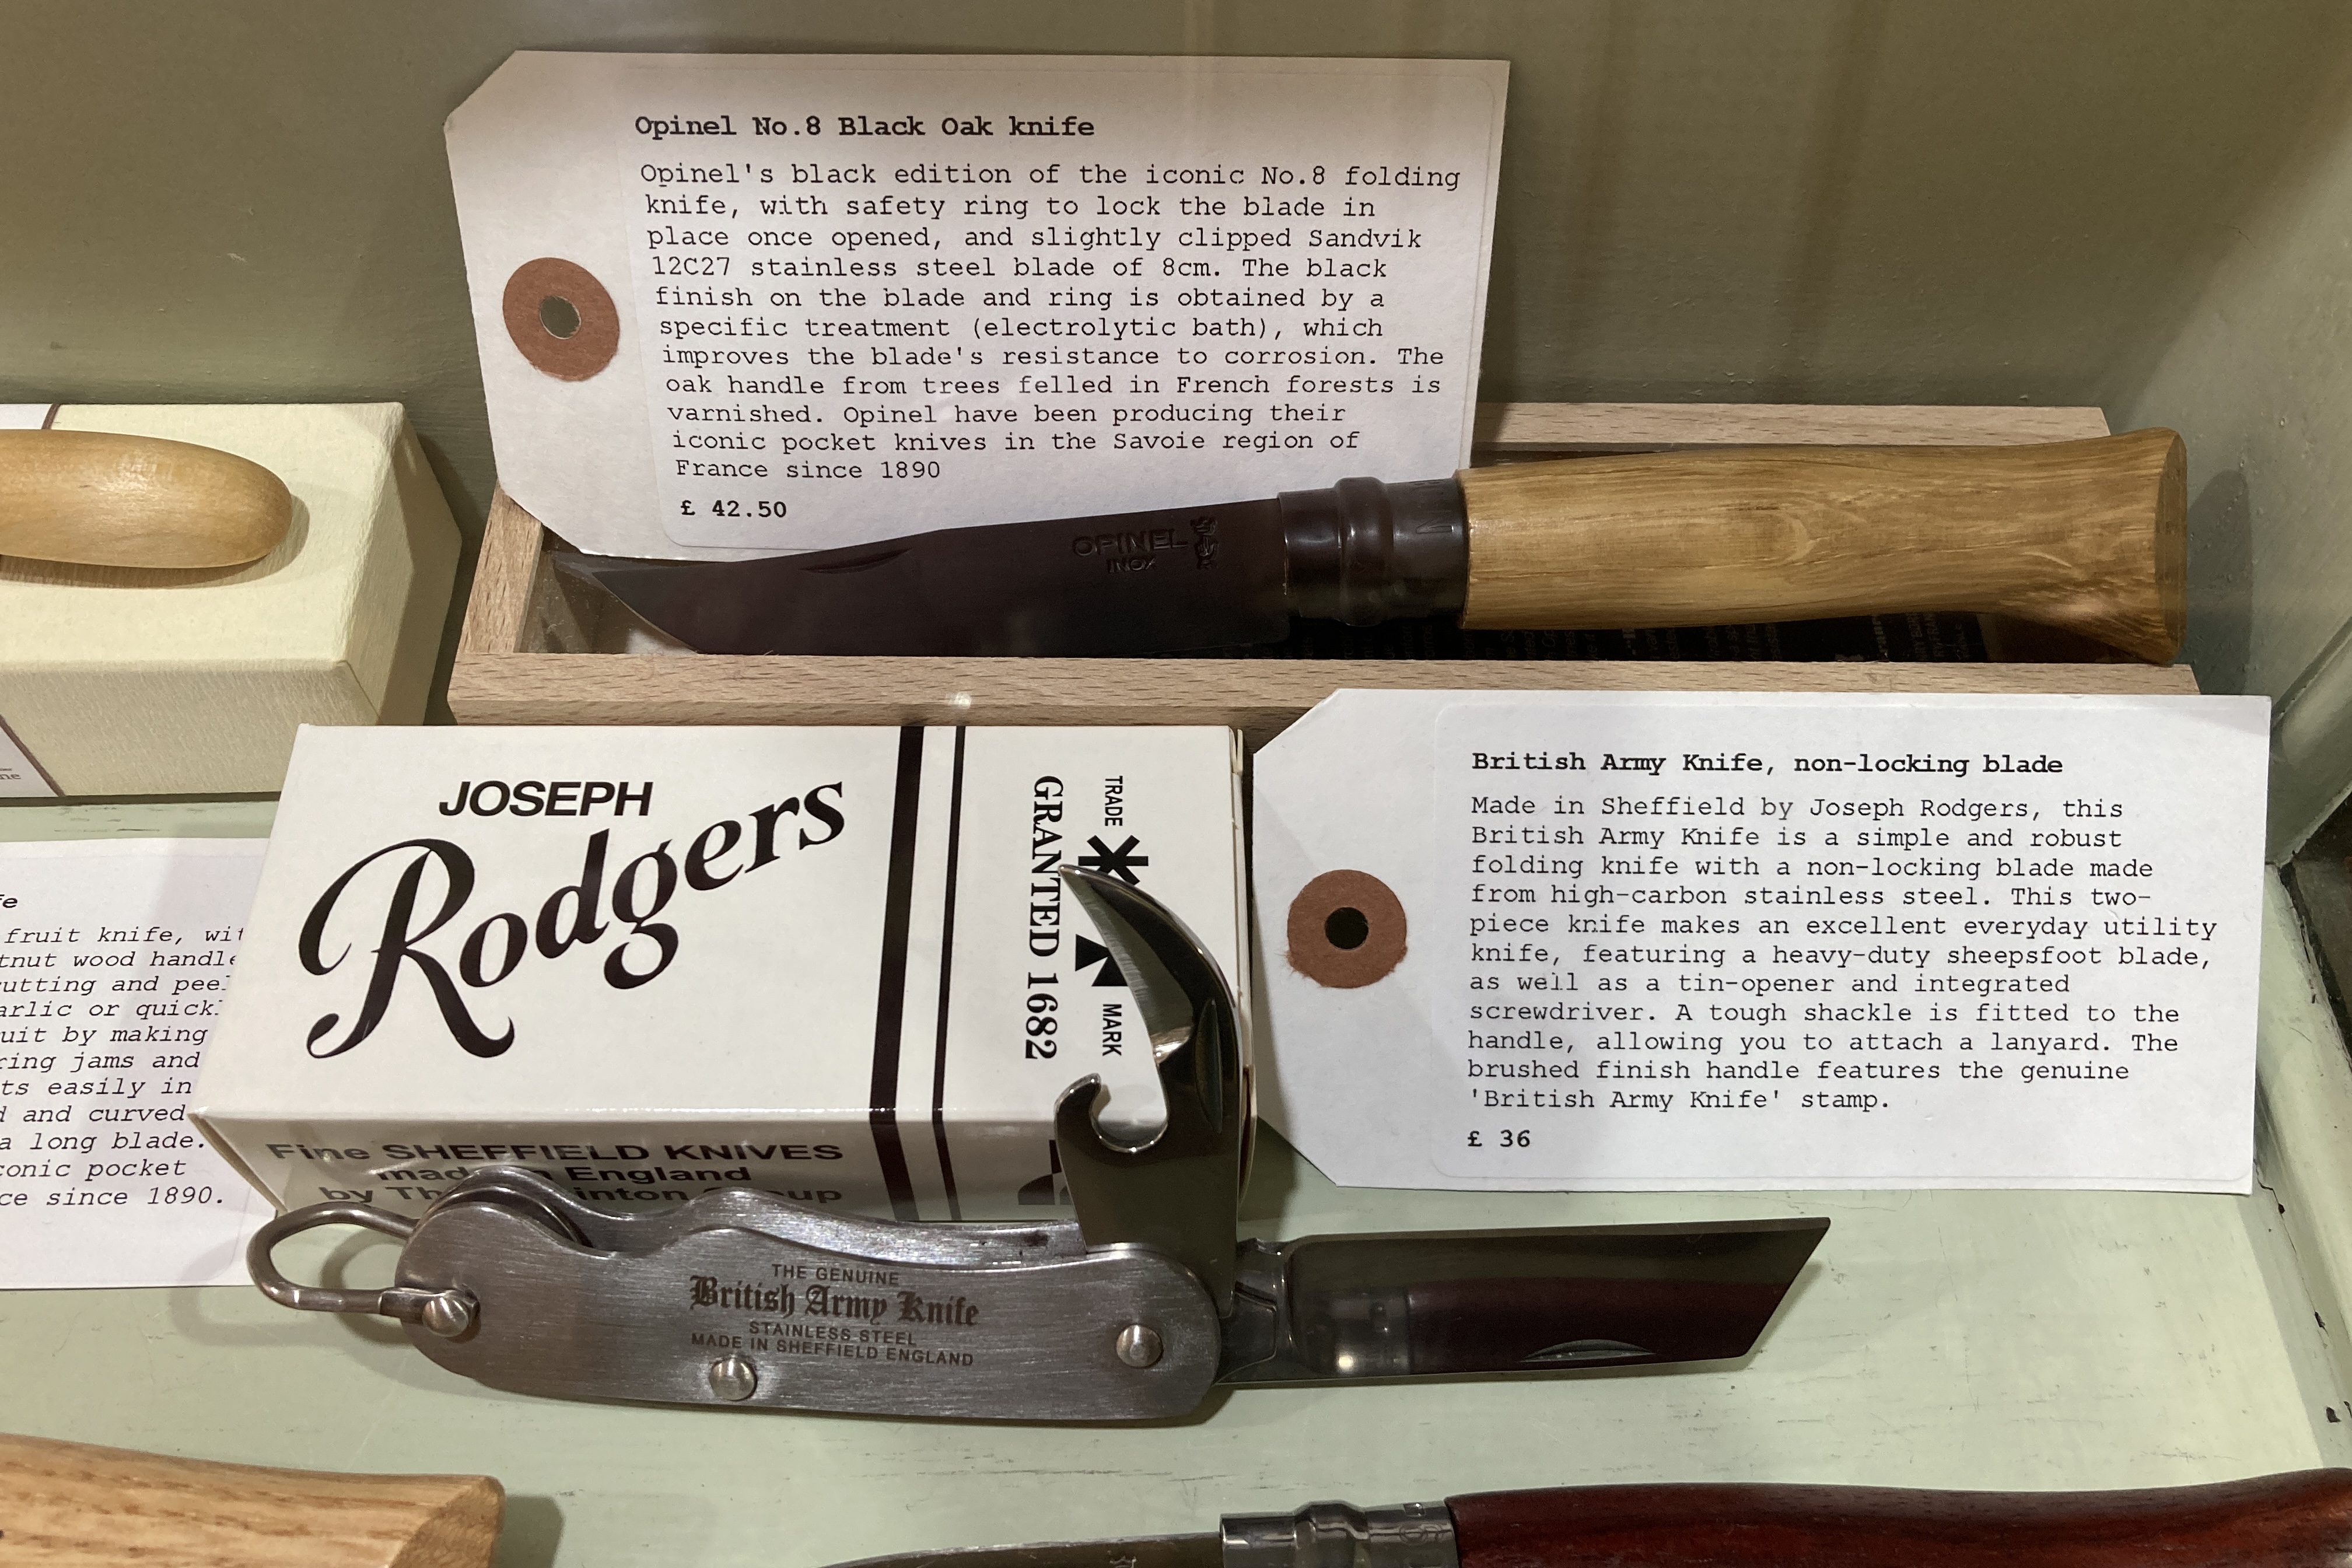 Opinel No.8 Black Oak knife
Opinel's black edition of the iconic No.8 folding
knife, with safety ring to lock the blade in
place once opened, and slightly clipped Sandvik
12C27 stainless steel blade of 8cm. The black
finish on the blade and ring is obtained by a
specific treatment (electrolytic bath), which
improves the blade's resistance to corrosion. The
oak handle from trees felled in French forests is
varnished. Opinel have been producing their
iconic pocket knives in the Savoie region of
France since 1890
£ 42.50
OPINEL
INOX
JOSEPH
Rodgers
TRADE
MARK
GRANTED 1682
Fine SHEFFIELD KNIVES
made in England
by
British Army Knife, non-locking blade
Made in Sheffield by Joseph Rodgers, this
British Army Knife is a simple and robust
folding knife with a non-locking blade made
from high-carbon stainless steel. This two-
piece knife makes an excellent everyday utility
knife, featuring a heavy-duty sheepsfoot blade,
as well as a tin-opener and integrated
screwdriver. A tough shackle is fitted to the
handle, allowing you to attach a lanyard. The
brushed finish handle features the genuine
'British Army Knife' stamp.
£ 36
fruit knife,
wood handle
and
or
by making
jams and
easily in
and curved
a long blade.
pocket
since 1890.
THE GENUINE
British Army Knife
STAINLESS STEEL
MADE IN SHEFFIELD ENGLAND